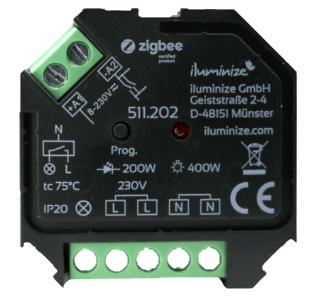 zigbee
certified
product
iluminize
-A2
+A1
8-230V
iluminize GmbH
Geiststraße 2-4
D-48151 Münster
511.202
iluminize.com
N
Prog.
L
200W
400W
tc 75°C
230V
IP20
L L N N
CE